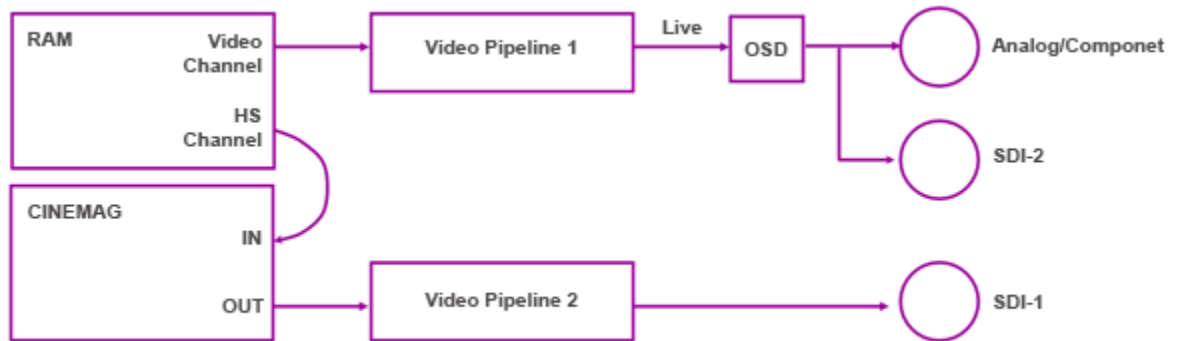 RAM
Video
Channel
HS
Channel
Video Pipeline 1
Live
OSD
Analog/Componet
SDI-2
CINEMAG
IN
OUT
Video Pipeline 2
SDI-1